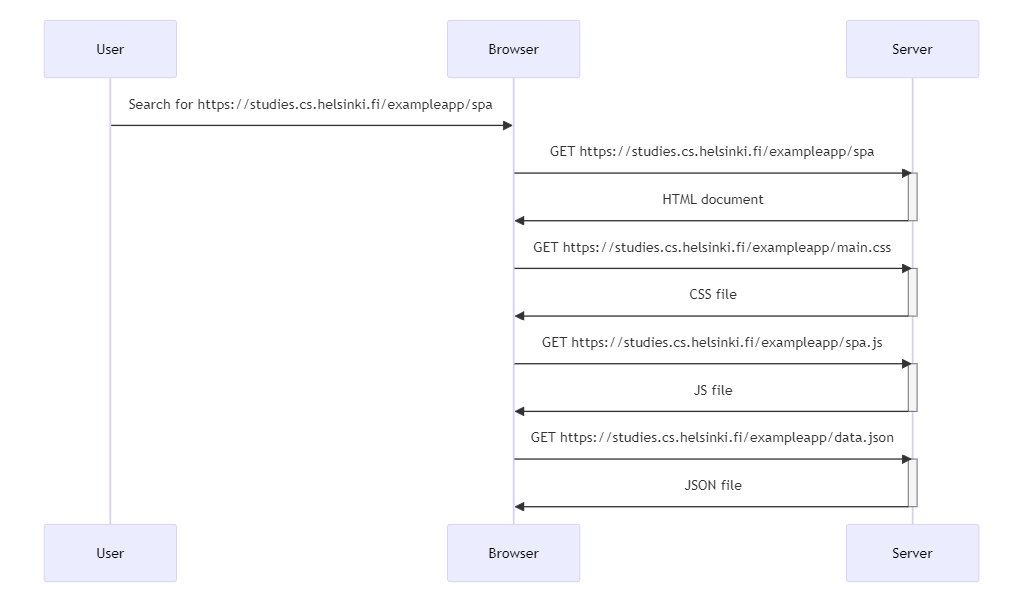 User
Browser
Server
Search for https://studies.cs.helsinki.fi/exampleapp/spa
GET https://studies.cs.helsinki.fi/exampleapp/spa
HTML document
GET https://studies.cs.helsinki.fi/exampleapp/main.css
CSS file
GET https://studies.cs.helsinki.fi/exampleapp/spa.js
JS file
GET https://studies.cs.helsinki.fi/exampleapp/data.json
JSON file
User
Browser
Server